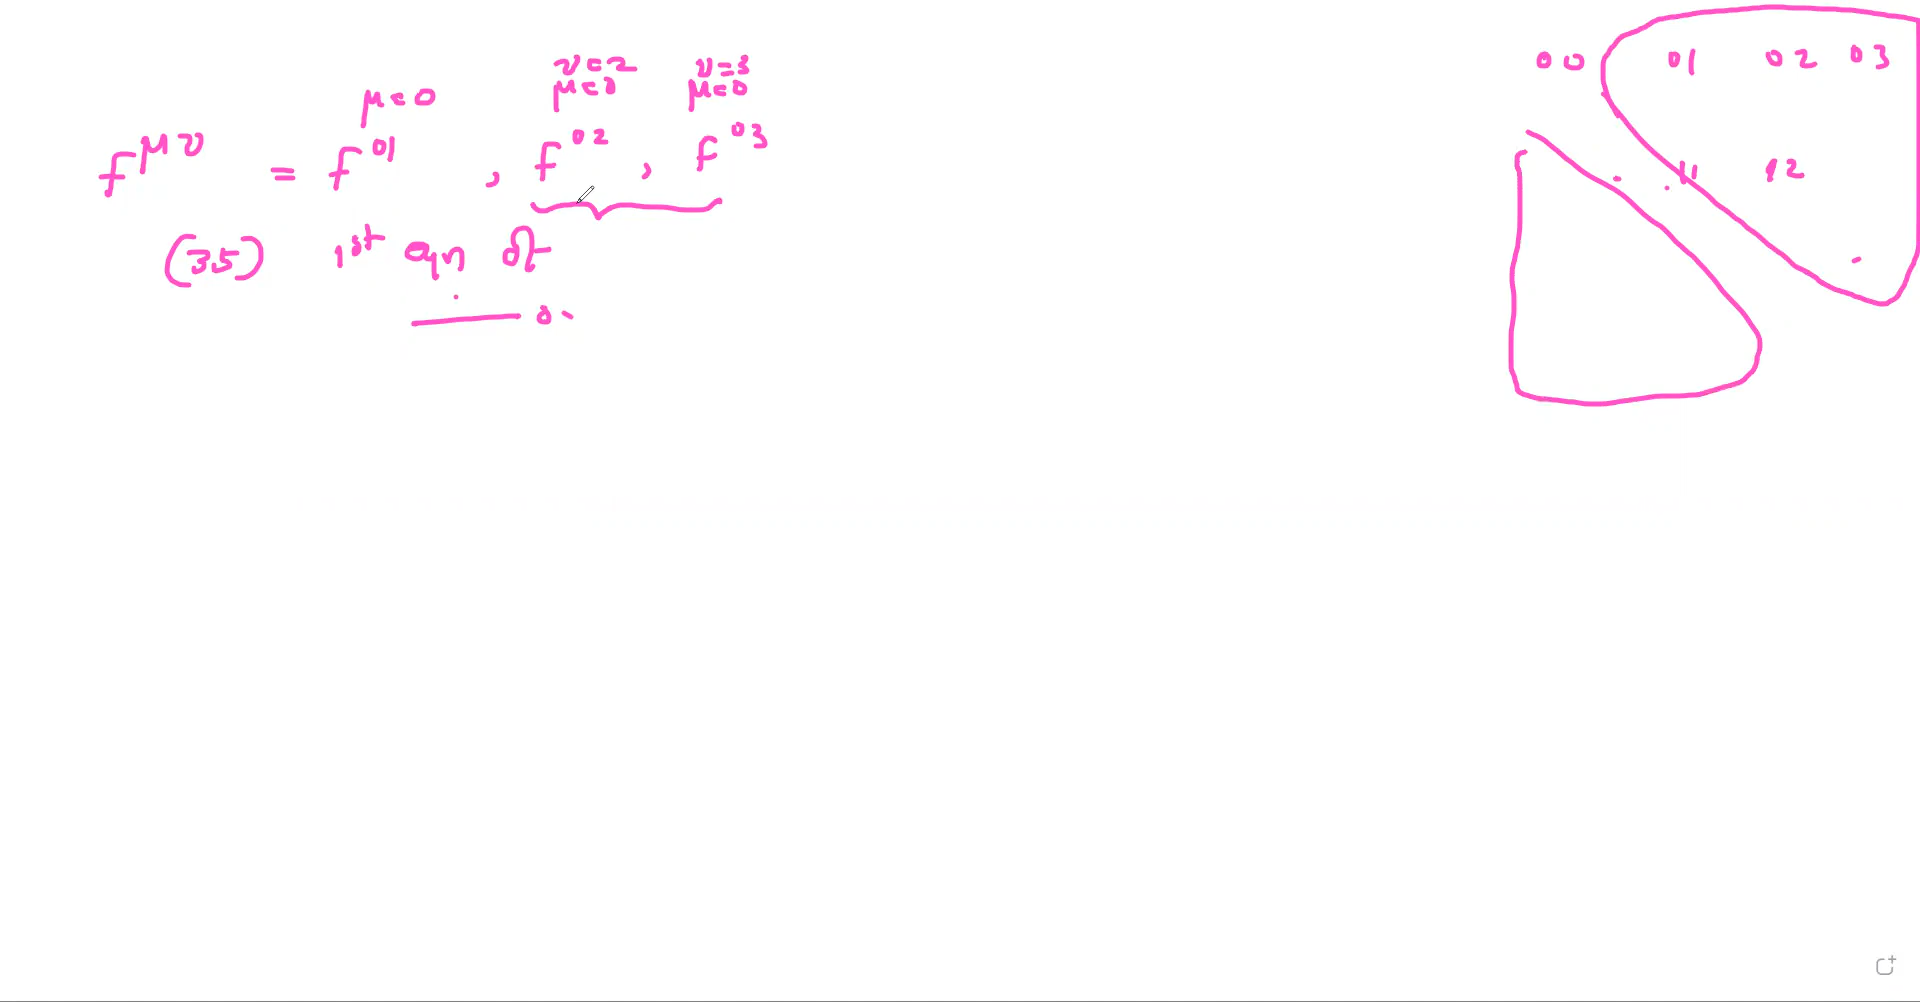 ν=2 ν=3
μ=0 μ=0 μ=0
F^{μν} = F^{01} , F^{02} , F^{03}
(35) 1st eqn of
00 01 02 03
11 12